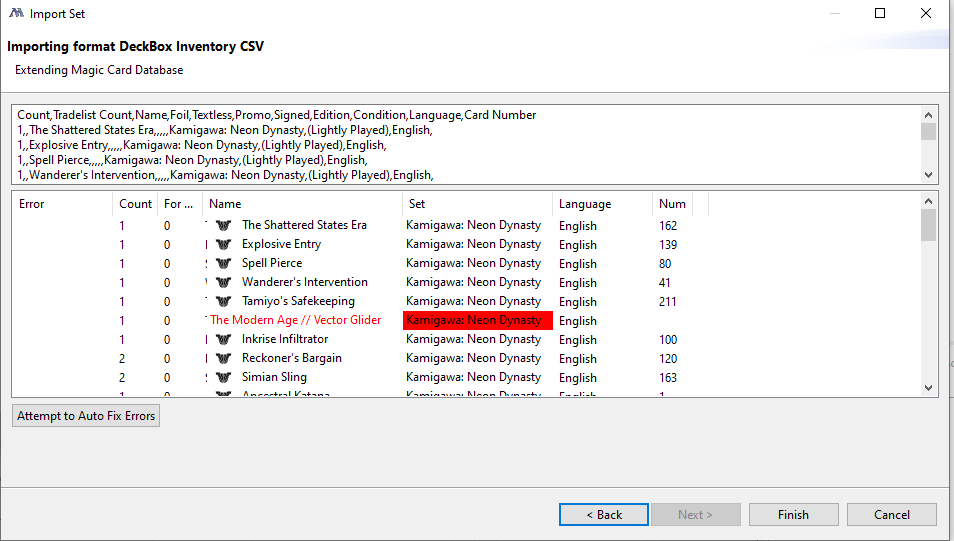 Import Set
Importing format DeckBox Inventory CSV
Extending Magic Card Database
Count,Tradelist Count,Name,Foil,Textless,Promo,Signed,Edition,Condition,Language,Card Number
1,,The Shattered States Era,,,,,Kamigawa: Neon Dynasty,(Lightly Played),English,
1,,Explosive Entry,,,,,Kamigawa: Neon Dynasty,(Lightly Played),English,
1,,Spell Pierce,,,,,Kamigawa: Neon Dynasty,(Lightly Played),English,
1,,Wanderer's Intervention,,,,,Kamigawa: Neon Dynasty,(Lightly Played),English,
Error Count For ... Name Set Language Num
1 0 The Shattered States Era Kamigawa: Neon Dynasty English 162
1 0 Explosive Entry Kamigawa: Neon Dynasty English 139
1 0 Spell Pierce Kamigawa: Neon Dynasty English 80
1 0 Wanderer's Intervention Kamigawa: Neon Dynasty English 41
1 0 Tamiyo's Safekeeping Kamigawa: Neon Dynasty English 211
1 0 The Modern Age // Vector Glider Kamigawa: Neon Dynasty English
1 0 Inkrise Infiltrator Kamigawa: Neon Dynasty English 100
2 0 Reckoner's Bargain Kamigawa: Neon Dynasty English 120
2 0 Simian Sling Kamigawa: Neon Dynasty English 163
1 0 Ancestral Katana Kamigawa: Neon Dynasty English 1
Attempt to Auto Fix Errors
< Back Next > Finish Cancel